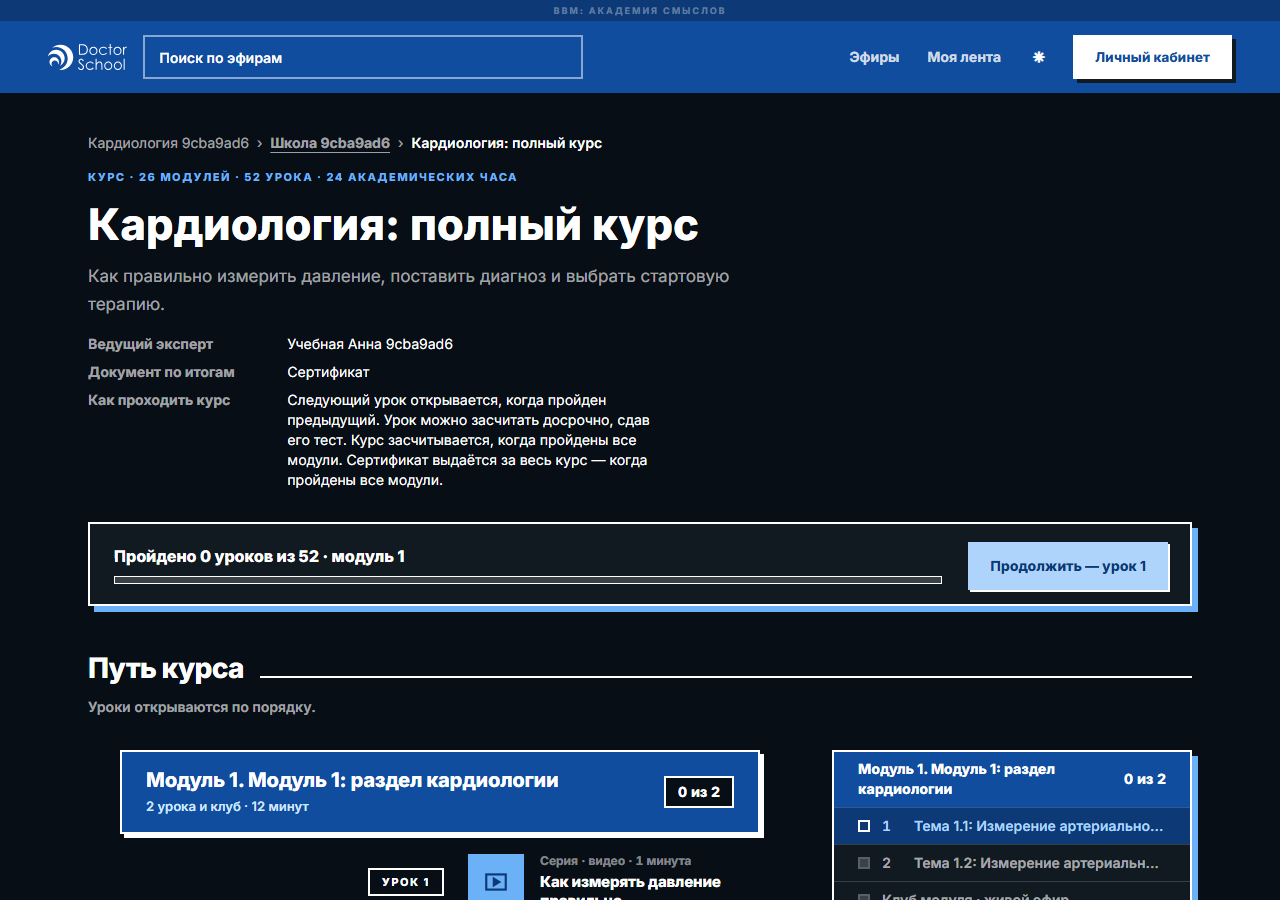 ВВМ: АКАДЕМИЯ СМЫСЛОВ
Doctor School
Поиск по эфирам
Эфиры
Моя лента
Личный кабинет
Кардиология 9cba9ad6 › Школа 9cba9ad6 › Кардиология: полный курс
КУРС · 26 МОДУЛЕЙ · 52 УРОКА · 24 АКАДЕМИЧЕСКИХ ЧАСА
Кардиология: полный курс
Как правильно измерить давление, поставить диагноз и выбрать стартовую
терапию.
Ведущий эксперт
Учебная Анна 9cba9ad6
Документ по итогам
Сертификат
Как проходить курс
Следующий урок открывается, когда пройден
предыдущий. Урок можно засчитать досрочно, сдав
его тест. Курс засчитывается, когда пройдены все
модули. Сертификат выдаётся за весь курс — когда
пройдены все модули.
Пройдено 0 уроков из 52 · модуль 1
Продолжить — урок 1
Путь курса
Уроки открываются по порядку.
Модуль 1. Модуль 1: раздел кардиологии
2 урока и клуб · 12 минут
0 из 2
УРОК 1
Серия · видео · 1 минута
Как измерять давление
правильно
Модуль 1. Модуль 1: раздел
кардиологии
0 из 2
1 Тема 1.1: Измерение артериально...
2 Тема 1.2: Измерение артериальн...
Клуб модуля · живой эфир